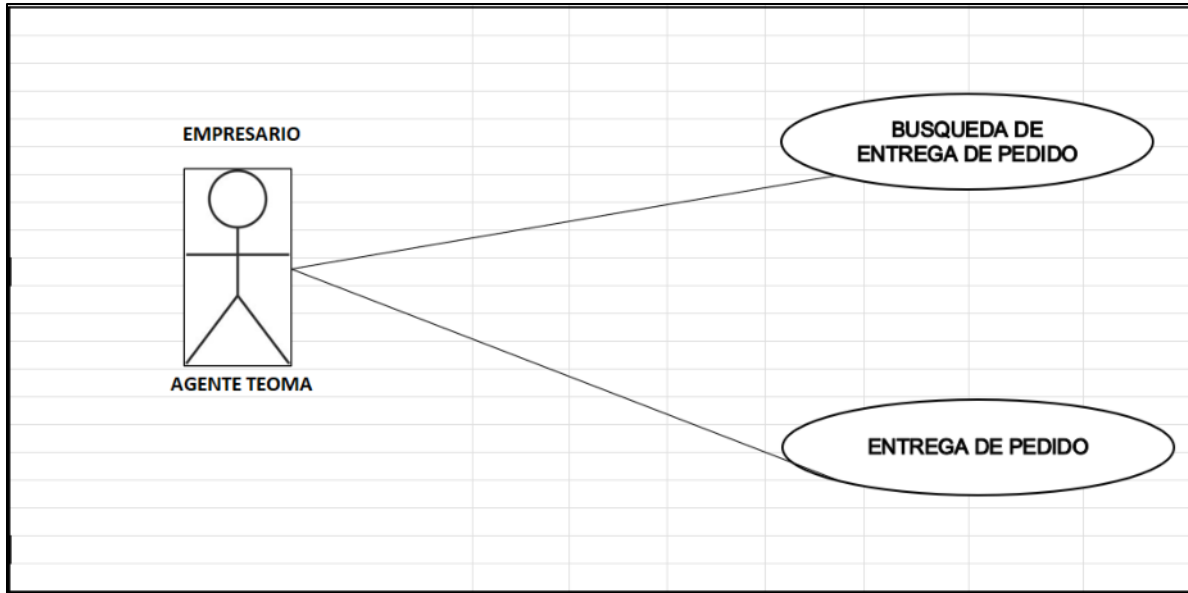 EMPRESARIO
AGENTE TEOMA
BUSQUEDA DE
ENTREGA DE PEDIDO
ENTREGA DE PEDIDO